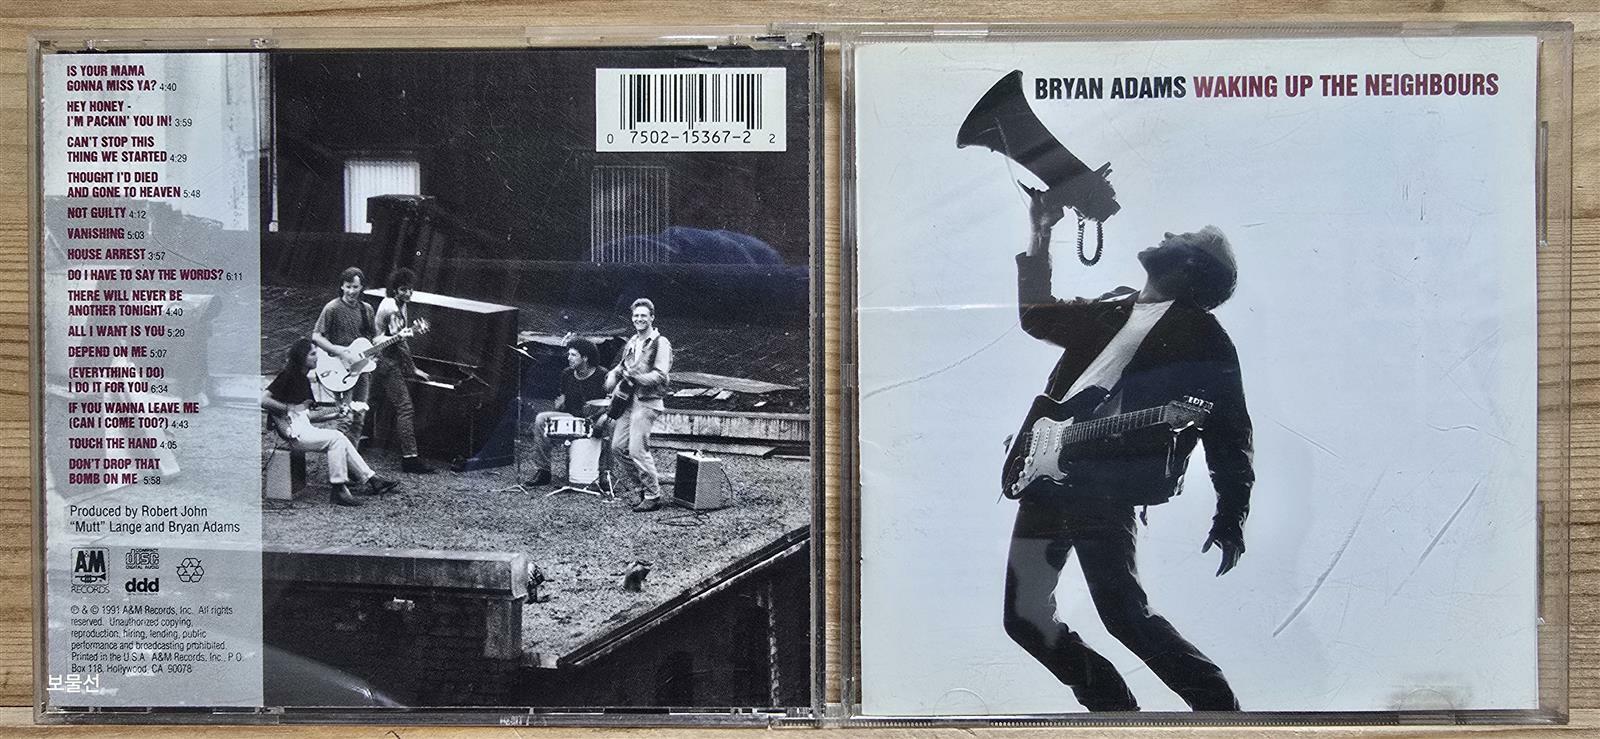 IS YOUR MAMA
GONNA MISS YA? 4:40
HEY HONEY -
I'M PACKIN' YOU IN! 3:59
CAN'T STOP THIS
THING WE STARTED 4:29
THOUGHT I'D DIED
AND GONE TO HEAVEN 5:48
NOT GUILTY 4:12
VANISHING 5:03
HOUSE ARREST 3:57
DO I HAVE TO SAY THE WORDS? 6:11
THERE WILL NEVER BE
ANOTHER TONIGHT 4:40
ALL I WANT IS YOU 5:20
DEPEND ON ME 5:07
(EVERYTHING I DO)
I DO IT FOR YOU 6:34
IF YOU WANNA LEAVE ME
(CAN I COME TOO?) 4:43
TOUCH THE HAND 4:05
DON'T DROP THAT
BOMB ON ME 5:58
Produced by Robert John
"Mutt" Lange and Bryan Adams
A&M
RECORDS
COMPACT
disc
DIGITAL AUDIO
ddd
℗ & © 1991 A&M Records, Inc. All rights
reserved. Unauthorized copying,
reproduction, hiring, lending, public
performance and broadcasting prohibited.
Printed in the U.S.A. A&M Records, Inc., P.O.
Box 118, Hollywood, CA 90078
보물선
0 7502-15367-2 2
BRYAN ADAMS WAKING UP THE NEIGHBOURS